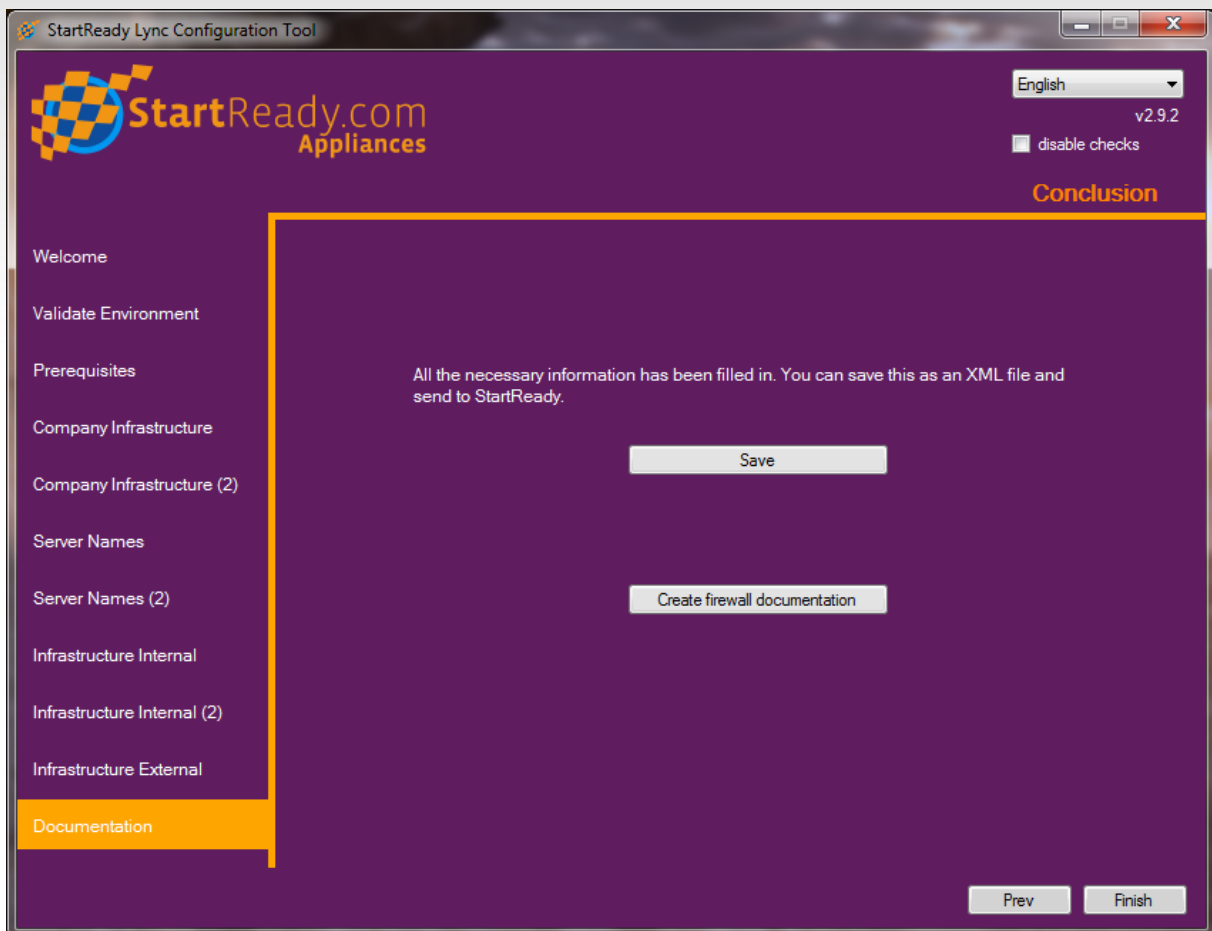 StartReady Lync Configuration Tool
StartReady.com
Appliances
English
v2.9.2
disable checks
Conclusion
Welcome
Validate Environment
Prerequisites
Company Infrastructure
Company Infrastructure (2)
Server Names
Server Names (2)
Infrastructure Internal
Infrastructure Internal (2)
Infrastructure External
Documentation
All the necessary information has been filled in. You can save this as an XML file and
send to StartReady.
Save
Create firewall documentation
Prev
Finish